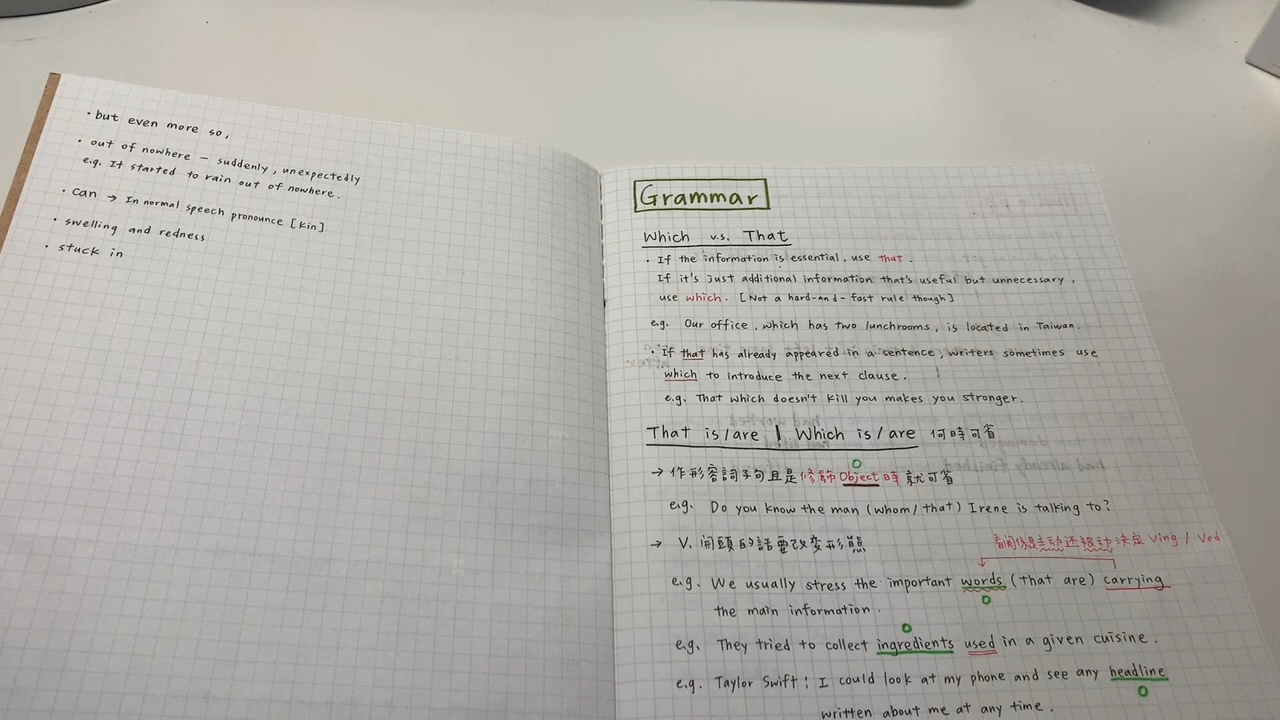 · but even more so,
· out of nowhere — suddenly, unexpectedly
e.g. It started to rain out of nowhere.
· can → In normal speech pronounce [kin]
· swelling and redness
· stuck in
Grammar
Which v.s. That
· If the information is essential, use that.
If it's just additional information that's useful but unnecessary,
use which. [Not a hard-and-fast rule though]
e.g. Our office, which has two lunchrooms, is located in Taiwan.
· If that has already appeared in a sentence, writers sometimes use
which to introduce the next clause.
e.g. That which doesn't kill you makes you stronger.
That is/are | Which is/are 何時可省
O
→ 作形容詞子句且是修飾Object時 就可省
e.g. Do you know the man (whom/that) Irene is talking to?
→ V. 開頭的話要改變形態
主动还被动决定 Ving / Ved
e.g. We usually stress the important words (that are) carrying
O
the main information.
O
e.g. They tried to collect ingredients used in a given cuisine.
e.g. Taylor Swift: I could look at my phone and see any headline
O
written about me at any time.